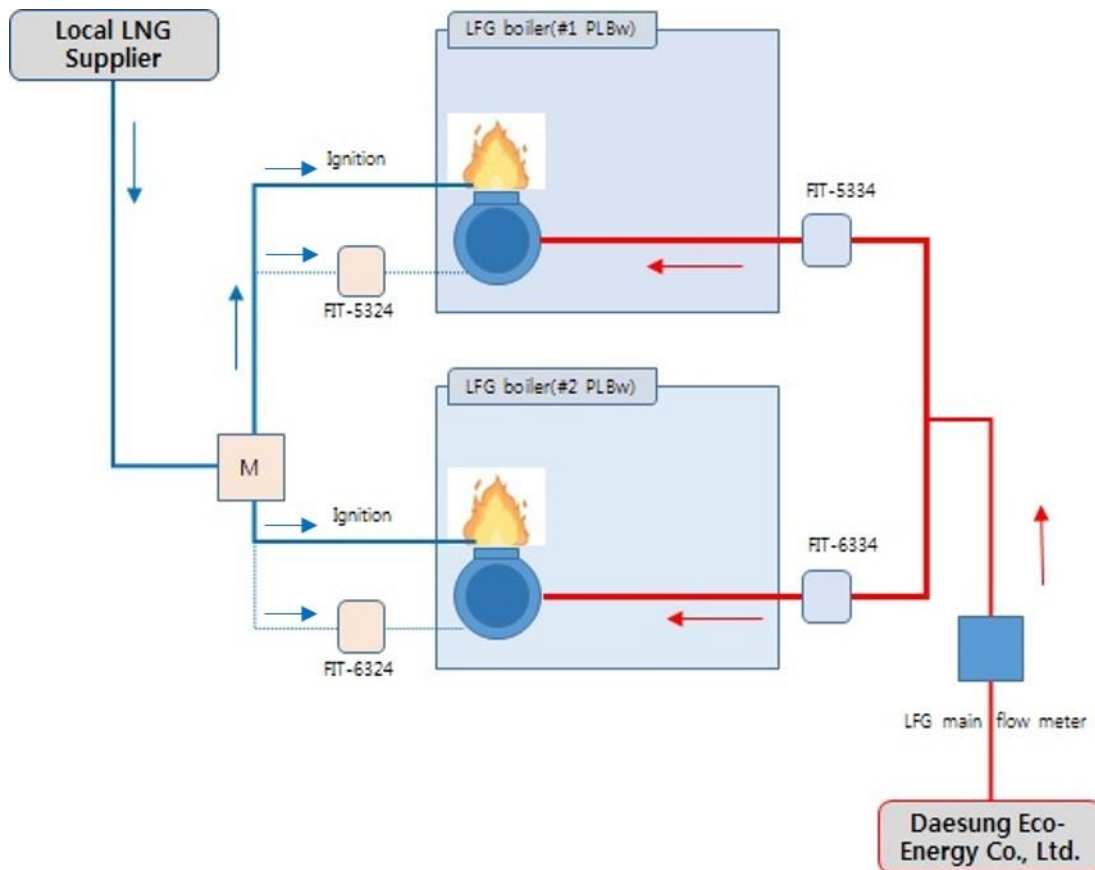 Local LNG
Supplier
LFG boiler(#1 PLBw)
Ignition
FIT-5334
FIT-5324
LFG boiler(#2 PLBw)
M
Ignition
FIT-6334
FIT-6324
LFG main flow meter
Daesung Eco-
Energy Co., Ltd.